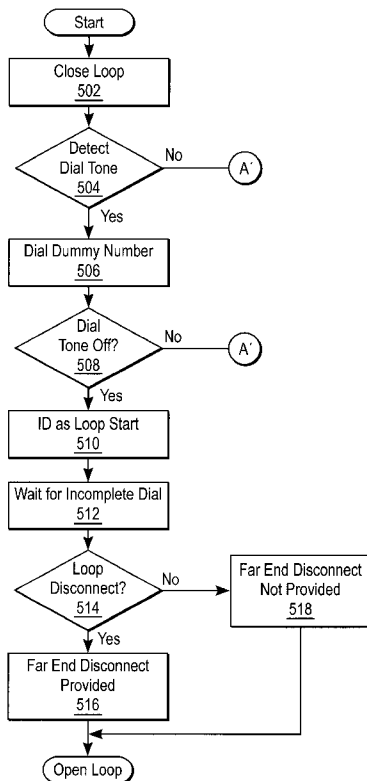 Start
Close Loop
502
Detect
Dial Tone
504
No
A'
Yes
Dial Dummy Number
506
Dial
Tone Off?
508
No
A'
Yes
ID as Loop Start
510
Wait for Incomplete Dial
512
Loop
Disconnect?
514
No
Far End Disconnect
Not Provided
518
Yes
Far End Disconnect
Provided
516
Open Loop